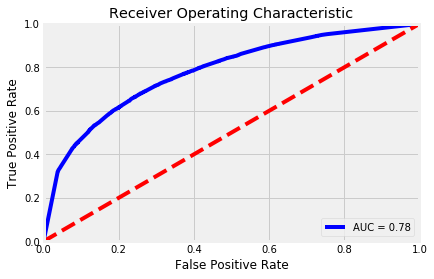 Receiver Operating Characteristic
1.0
0.8
0.6
0.4
0.2
0.0
True Positive Rate
AUC = 0.78
0.0 0.2 0.4 0.6 0.8 1.0
False Positive Rate